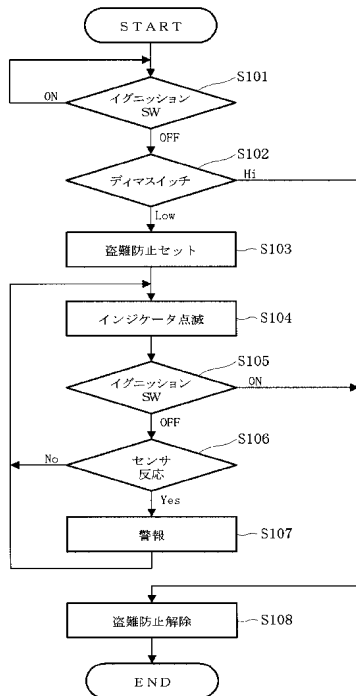 START
S101
イグニッション
SW
ON
OFF
S102
ディマスイッチ
Hi
Low
盗難防止セット
S103
インジケータ点滅
S104
S105
イグニッション
SW
ON
OFF
S106
センサ
反応
No
Yes
警報
S107
盗難防止解除
S108
END